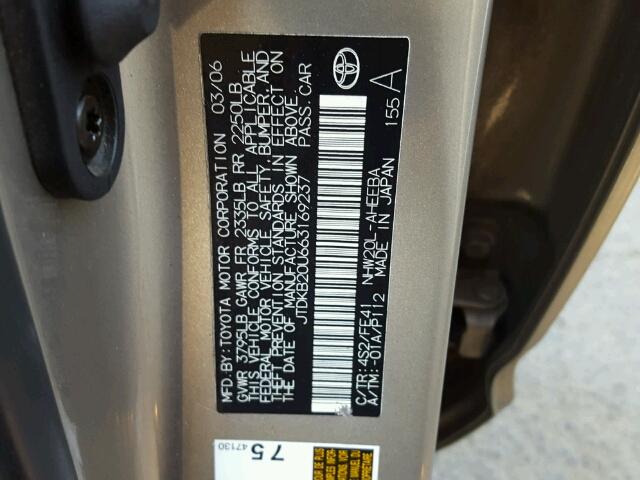 MFD.BY: TOYOTA MOTOR CORPORATION 03/06
GVWR 3795LB GAWR FR 2335LB RR 2250LB
THIS VEHICLE CONFORMS TO ALL APPLICABLE
FEDERAL MOTOR VEHICLE SAFETY, BUMPER, AND
THEFT PREVENTION STANDARDS IN EFFECT ON
THE DATE OF MANUFACTURE SHOWN ABOVE.
JTDKB20U663169237 PASS.CAR
C/TR: 4S2/FE41 NHW20L-AHEEBA
A/TM: -01A/P112 MADE IN JAPAN 155 A
75 47130